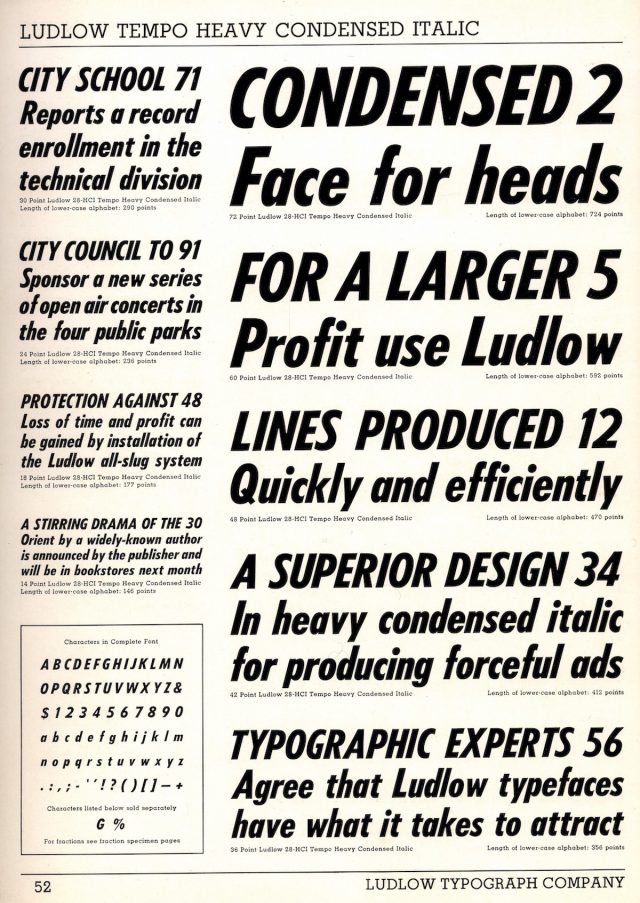 LUDLOW TEMPO HEAVY CONDENSED ITALIC
CITY SCHOOL 71
Reports a record
enrollment in the
technical division
30 Point Ludlow 28-HCI Tempo Heavy Condensed Italic
Length of lower-case alphabet: 290 points
CITY COUNCIL TO 91
Sponsor a new series
of open air concerts in
the four public parks
24 Point Ludlow 28-HCI Tempo Heavy Condensed Italic
Length of lower-case alphabet: 236 points
PROTECTION AGAINST 48
Loss of time and profit can
be gained by installation of
the Ludlow all-slug system
18 Point Ludlow 28-HCI Tempo Heavy Condensed Italic
Length of lower-case alphabet: 177 points
A STIRRING DRAMA OF THE 30
Orient by a widely-known author
is announced by the publisher and
will be in bookstores next month
14 Point Ludlow 28-HCI Tempo Heavy Condensed Italic
Length of lower-case alphabet: 146 points
Characters in Complete Font
A B C D E F G H I J K L M N
O P Q R S T U V W X Y Z &
$ 1 2 3 4 5 6 7 8 9 0
a b c d e f g h i j k l m
n o p q r s t u v w x y z
. : , ; - ' ' ! ? ( ) [ ] — +
Characters listed below sold separately
G %
For fractions see fraction specimen pages
CONDENSED 2
Face for heads
72 Point Ludlow 28-HCI Tempo Heavy Condensed Italic Length of lower-case alphabet: 724 points
FOR A LARGER 5
Profit use Ludlow
60 Point Ludlow 28-HCI Tempo Heavy Condensed Italic Length of lower-case alphabet: 592 points
LINES PRODUCED 12
Quickly and efficiently
48 Point Ludlow 28-HCI Tempo Heavy Condensed Italic Length of lower-case alphabet: 470 points
A SUPERIOR DESIGN 34
In heavy condensed italic
for producing forceful ads
42 Point Ludlow 28-HCI Tempo Heavy Condensed Italic Length of lower-case alphabet: 412 points
TYPOGRAPHIC EXPERTS 56
Agree that Ludlow typefaces
have what it takes to attract
36 Point Ludlow 28-HCI Tempo Heavy Condensed Italic Length of lower-case alphabet: 356 points
52
LUDLOW TYPOGRAPH COMPANY